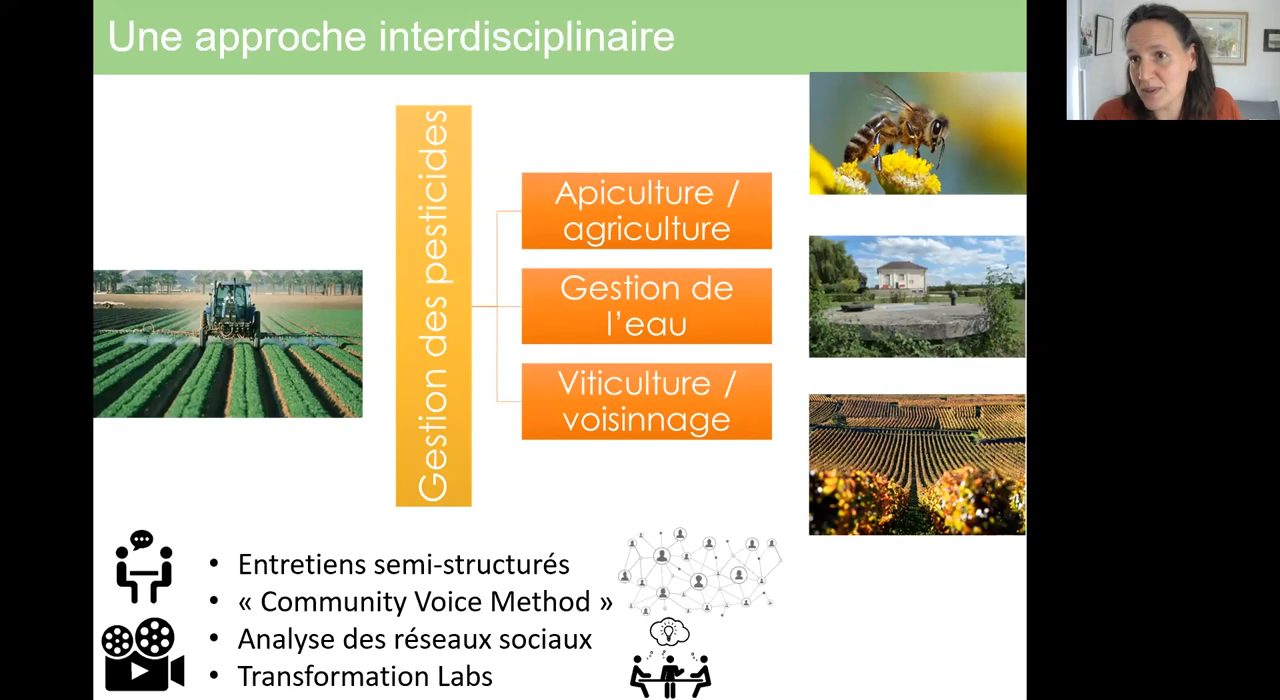 Une approche interdisciplinaire
Gestion des pesticides
Apiculture /
agriculture
Gestion de
l'eau
Viticulture /
voisinnage
• Entretiens semi-structurés
• « Community Voice Method »
• Analyse des réseaux sociaux
• Transformation Labs